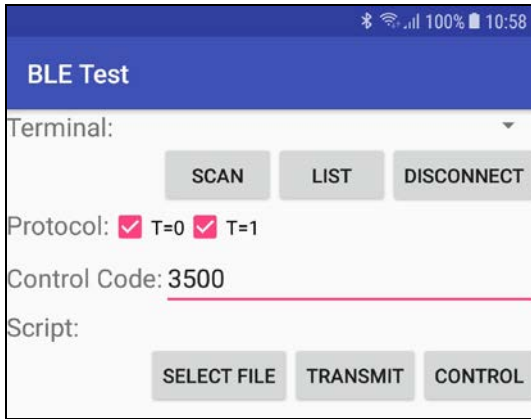 100% 10:58
BLE Test
Terminal:
SCAN LIST DISCONNECT
Protocol: T=0 T=1
Control Code: 3500
Script:
SELECT FILE TRANSMIT CONTROL